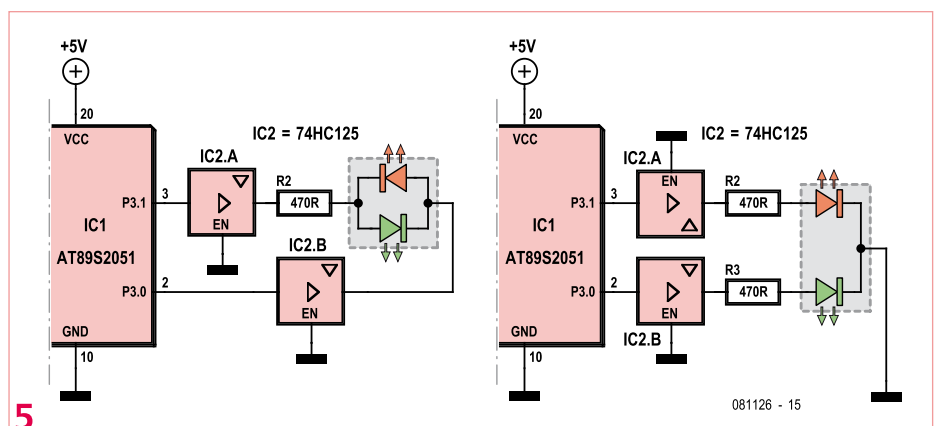 +5V
20
VCC
IC2 = 74HC125
IC2.A
R2
470R
3
P3.1
EN
IC1
AT89S2051
IC2.B
P3.0
2
EN
GND
10
+5V
20
VCC
IC2 = 74HC125
IC2.A
EN
R2
470R
3
P3.1
IC1
AT89S2051
P3.0
2
R3
470R
EN
IC2.B
GND
10
081126 - 15
5